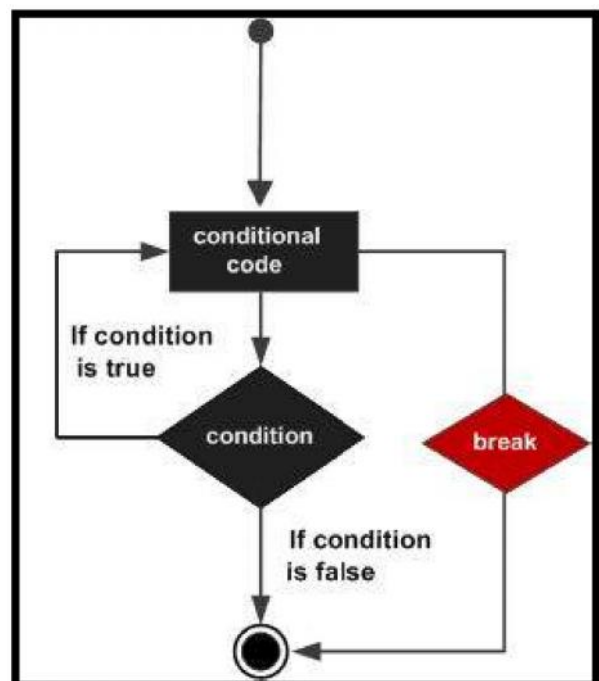 conditional
code
If condition
is true
condition
break
If condition
is false